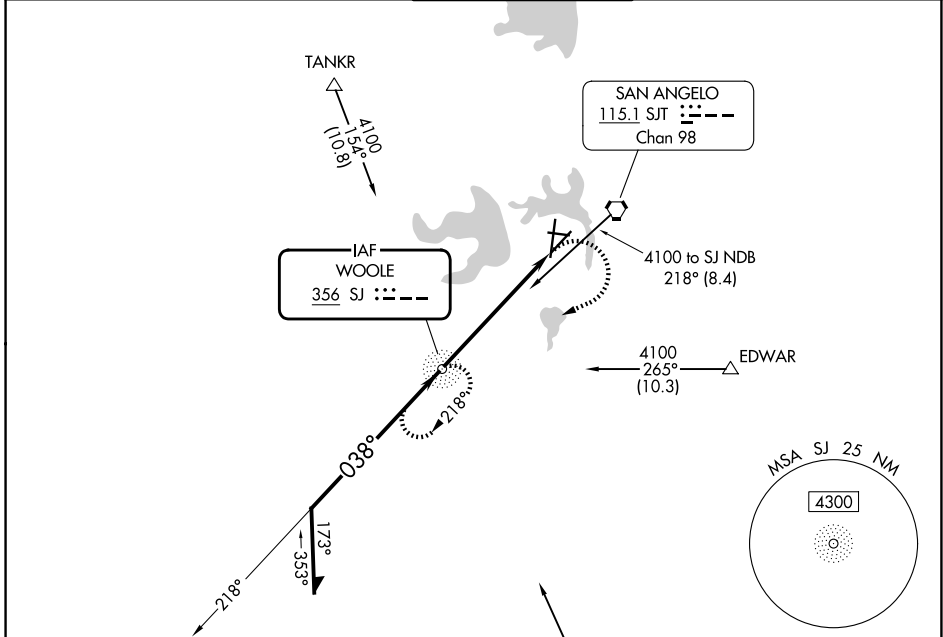 TANKR
4100
154°
(10.8)
SAN ANGELO
115.1 SJT
Chan 98
IAF
WOOLE
356 SJ
4100 to SJ NDB
218° (8.4)
4100
265°
(10.3)
EDWAR
218°
038°
173°
353°
218°
MSA SJ 25 NM
4300